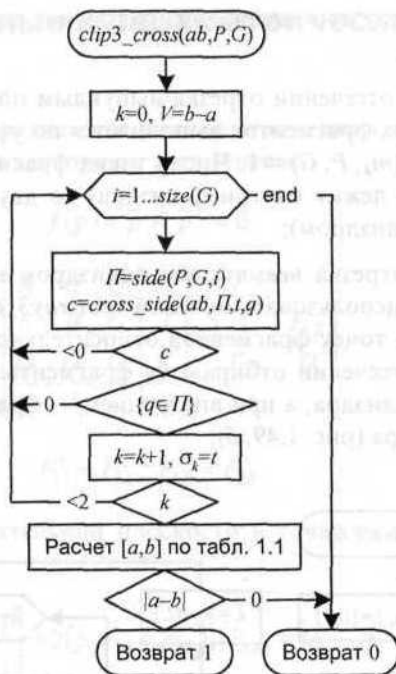 clip3_cross(ab,P,G)
k=0, V=b–a
i=1...size(G)
end
П=side(P,G,i)
c=cross_side(ab,П,t,q)
<0
c
0
{q∈П}
k=k+1, σₖ=t
<2
k
Расчет [a,b] по табл. 1.1
|a–b|
0
Возврат 1
Возврат 0